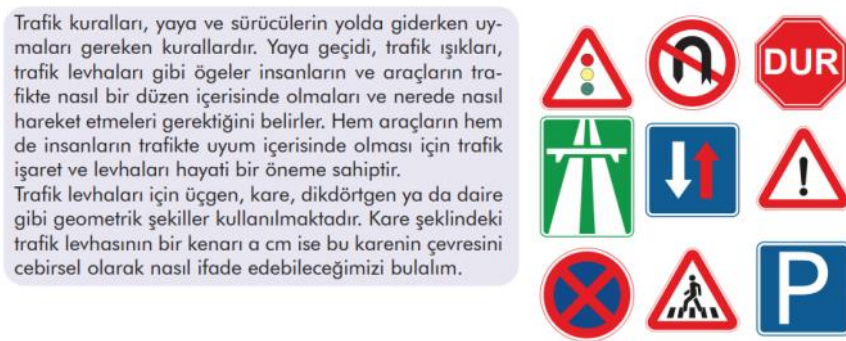 Trafik kuralları, yaya ve sürücülerin yolda giderken uy-
maları gereken kurallardır. Yaya geçidi, trafik ışıkları,
trafik levhaları gibi ögeler insanların ve araçların tra-
fikte nasıl bir düzen içerisinde olmaları ve nerede nasıl
hareket etmeleri gerektiğini belirler. Hem araçların hem
de insanların trafikte uyum içerisinde olması için trafik
işaret ve levhaları hayati bir öneme sahiptir.
Trafik levhaları için üçgen, kare, dikdörtgen ya da daire
gibi geometrik şekiller kullanılmaktadır. Kare şeklindeki
trafik levhasının bir kenarı a cm ise bu karenin çevresini
cebirsel olarak nasıl ifade edebileceğimizi bulalım.
DUR
!
P